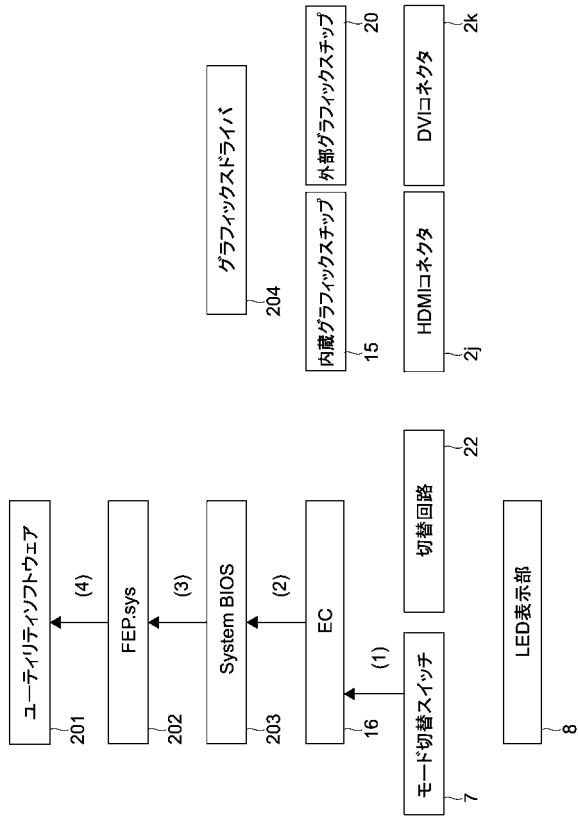 ユーティリティソフトウェア
201
(4)
FEP.sys
202
(3)
System BIOS
203
グラフィックスドライバ
204
(2)
EC
16
内蔵グラフィックスチップ
15
外部グラフィックスチップ
20
(1)
モード切替スイッチ
7
切替回路
22
HDMIコネクタ
2j
DVIコネクタ
2k
LED表示部
8